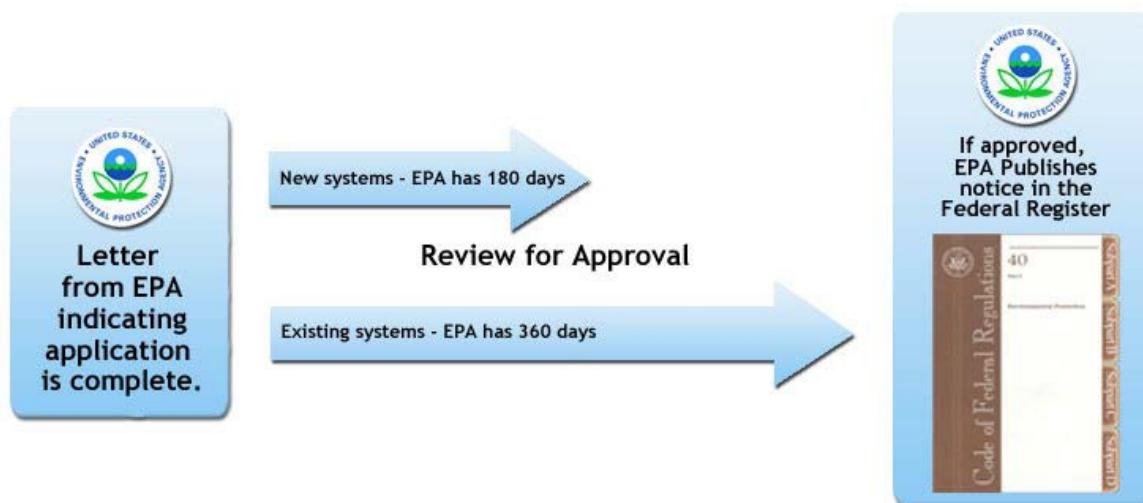 UNITED STATES
ENVIRONMENTAL PROTECTION AGENCY
Letter
from EPA
indicating
application
is complete.
New systems - EPA has 180 days
Review for Approval
Existing systems - EPA has 360 days
UNITED STATES
ENVIRONMENTAL PROTECTION AGENCY
If approved,
EPA Publishes
notice in the
Federal Register
Code of Federal Regulations
40
Environmental Protection